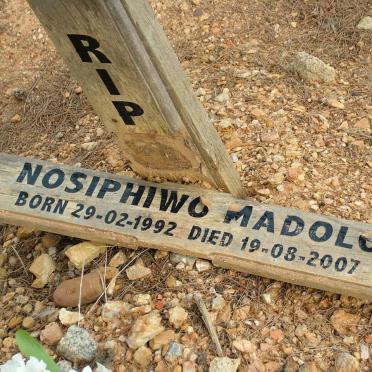 RIP
NOSIPHIWO MADOLO
BORN 29-02-1992 DIED 19-08-2007